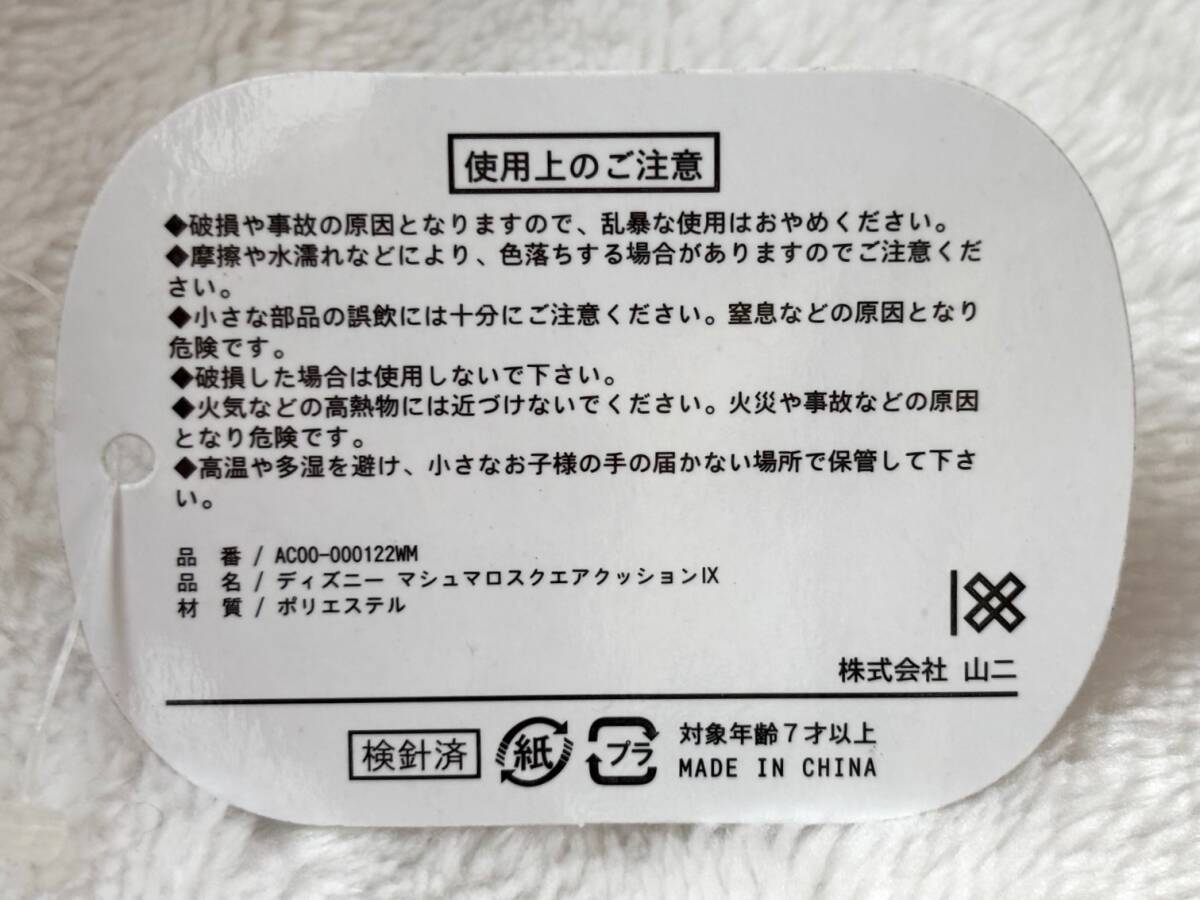 使用上のご注意
◆破損や事故の原因となりますので、乱暴な使用はおやめください。
◆摩擦や水濡れなどにより、色落ちする場合がありますのでご注意くだ
さい。
◆小さな部品の誤飲には十分にご注意ください。窒息などの原因となり
危険です。
◆破損した場合は使用しないで下さい。
◆火気などの高熱物には近づけないでください。火災や事故などの原因
となり危険です。
◆高温や多湿を避け、小さなお子様の手の届かない場所で保管して下さ
い。
品 番 / AC00-000122WM
品 名 / ディズニー マシュマロスクエアクッションⅨ
材 質 / ポリエステル
株式会社 山二
検針済 紙 プラ 対象年齢7才以上
MADE IN CHINA